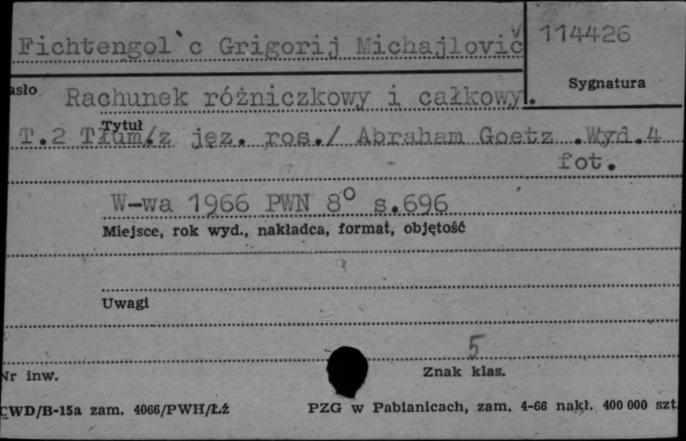 Fichtengol`c Grigorij Michajlovič 114426
asło Sygnatura
Rachunek różniczkowy i całkowy.
Tytuł
T.2 Tłum/z jęz. ros./ Abraham Goetz .Wyd.4
fot.
W-wa 1966 PWN 8° s.696
Miejsce, rok wyd., nakładca, format, objętość
Uwagi
5
Nr inw. Znak klas.
CWD/B-15a zam. 4066/PWH/Łż PZG w Pabianicach, zam. 4-66 nakł. 400 000 szt.